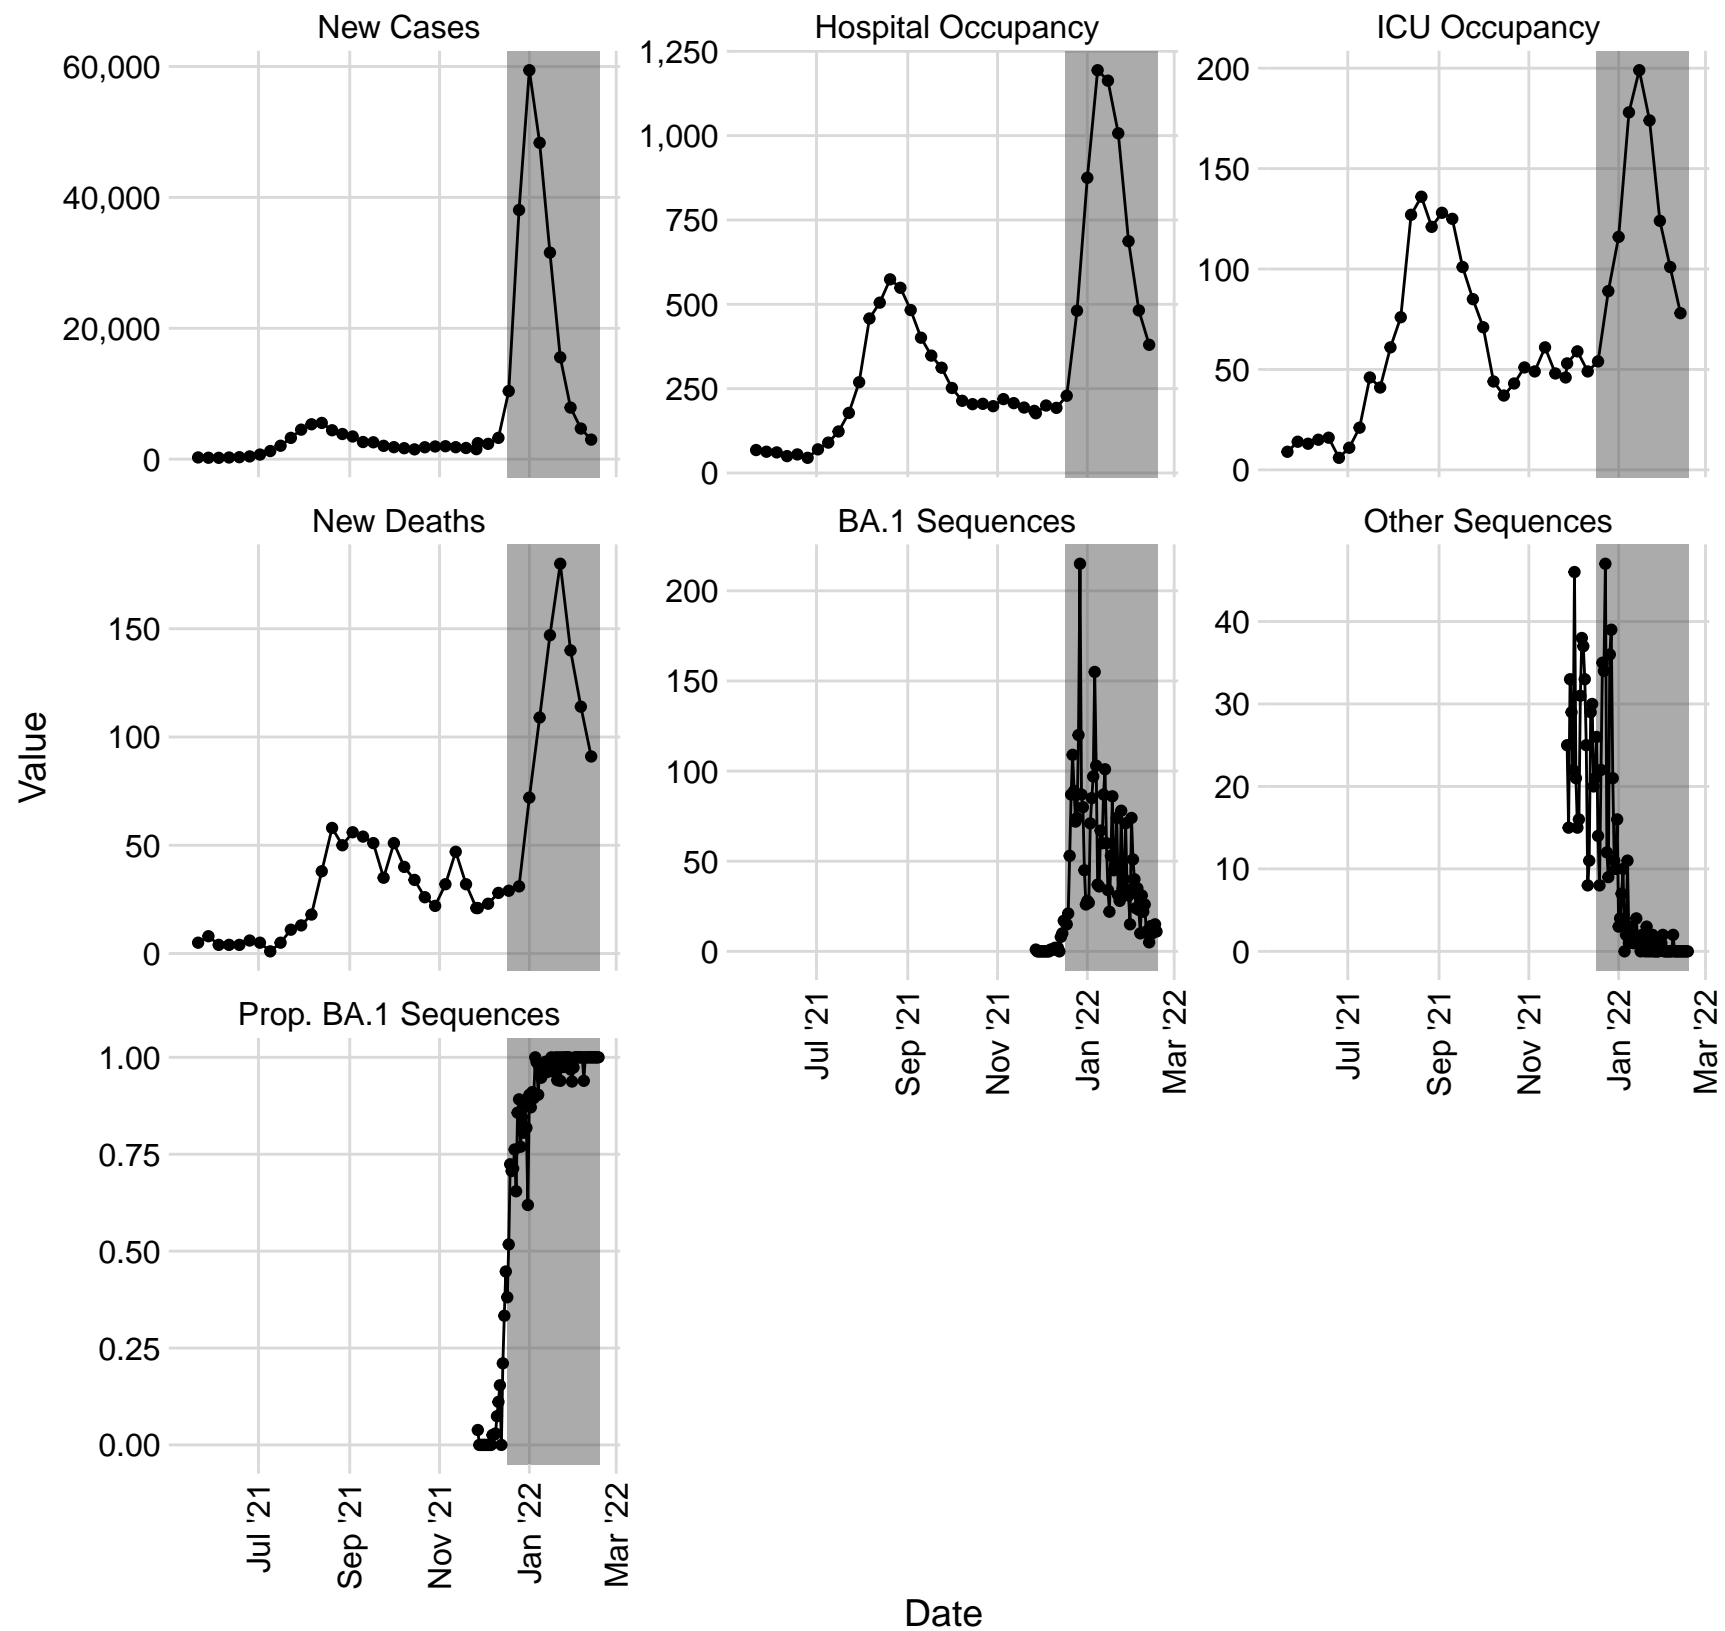 New Cases
60,000
40,000
20,000
0
Hospital Occupancy
1,250
1,000
750
500
250
0
ICU Occupancy
200
150
100
50
0
New Deaths
150
100
50
0
BA.1 Sequences
200
150
100
50
0
Jul '21
Sep '21
Nov '21
Jan '22
Mar '22
Other Sequences
40
30
20
10
0
Jul '21
Sep '21
Nov '21
Jan '22
Mar '22
Prop. BA.1 Sequences
1.00
0.75
0.50
0.25
0.00
Jul '21
Sep '21
Nov '21
Jan '22
Mar '22
Value
Date